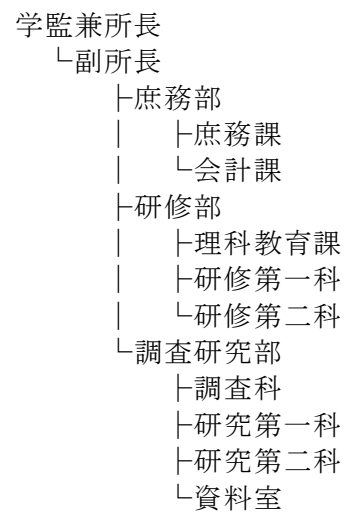 学監兼所長
└副所長
├庶務部
│ ├庶務課
│ └会計課
├研修部
│ ├理科教育課
│ ├研修第一科
│ └研修第二科
└調査研究部
├調査科
├研究第一科
├研究第二科
└資料室